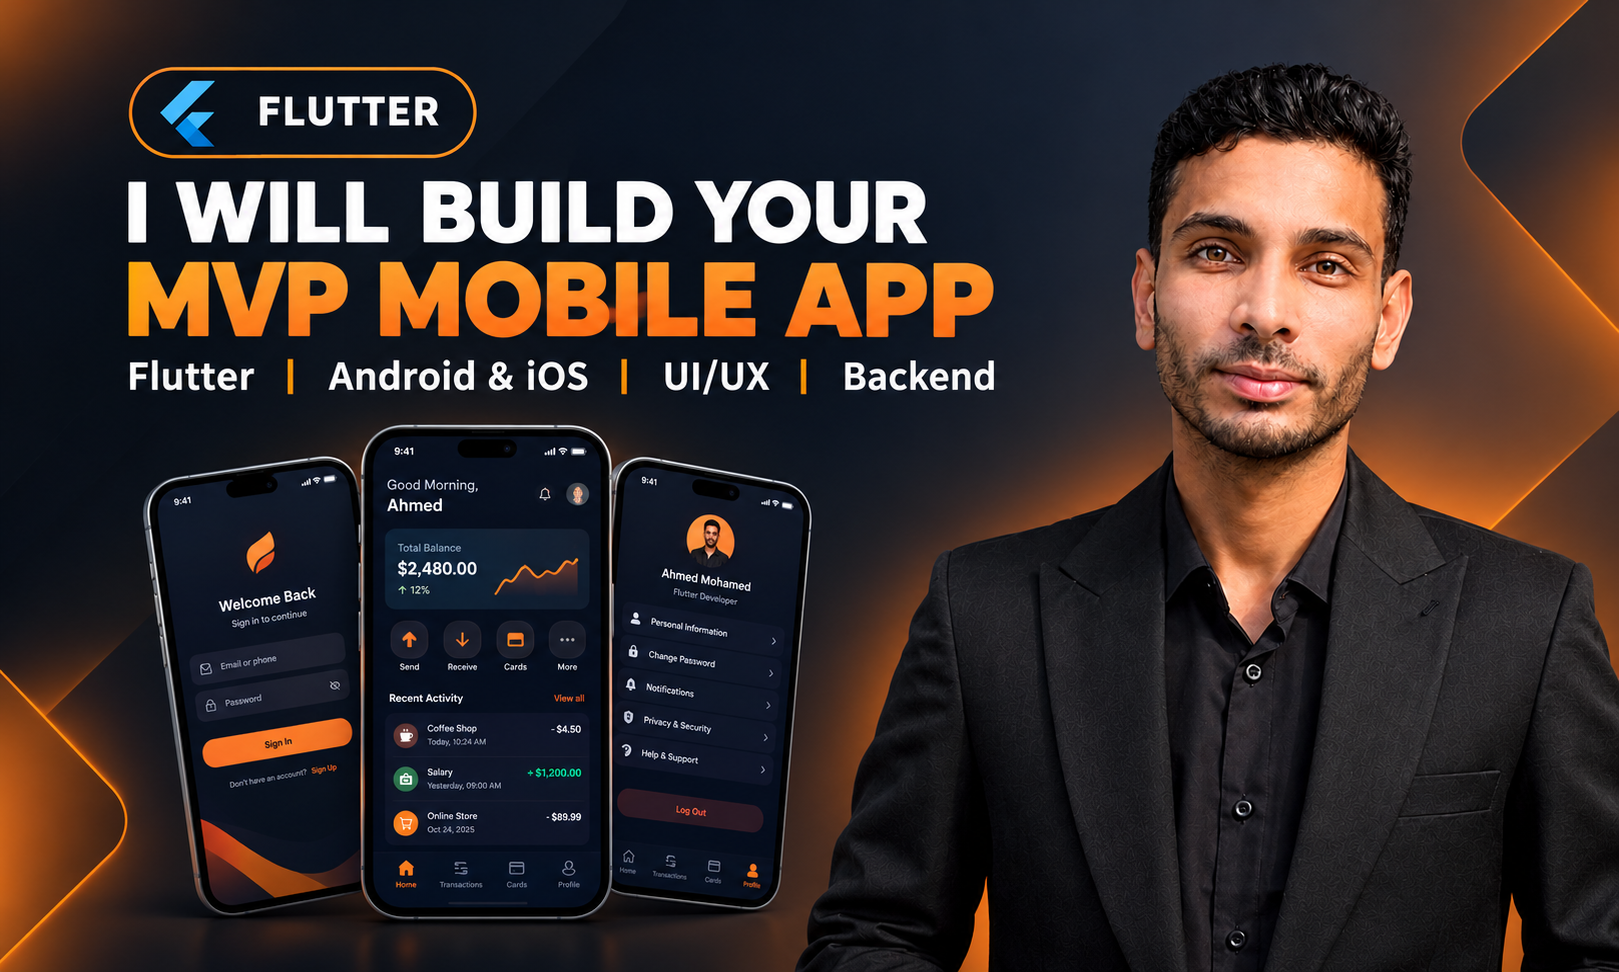 FLUTTER
I WILL BUILD YOUR
MVP MOBILE APP
Flutter | Android & iOS | UI/UX | Backend
9:41
Welcome Back
Sign in to continue
Email or phone
Password
Sign In
Don't have an account? Sign Up
9:41
Good Morning,
Ahmed
Total Balance
$2,480.00
↑ 12%
Send Receive Cards More
Recent Activity View all
Coffee Shop - $4.50
Today, 10:24 AM
Salary + $1,200.00
Yesterday, 09:00 AM
Online Store - $89.99
Oct 24, 2025
Home Transactions Cards Profile
9:41
Ahmed Mohamed
Flutter Developer
Personal Information
Change Password
Notifications
Privacy & Security
Help & Support
Log Out
Home Transactions Cards Profile